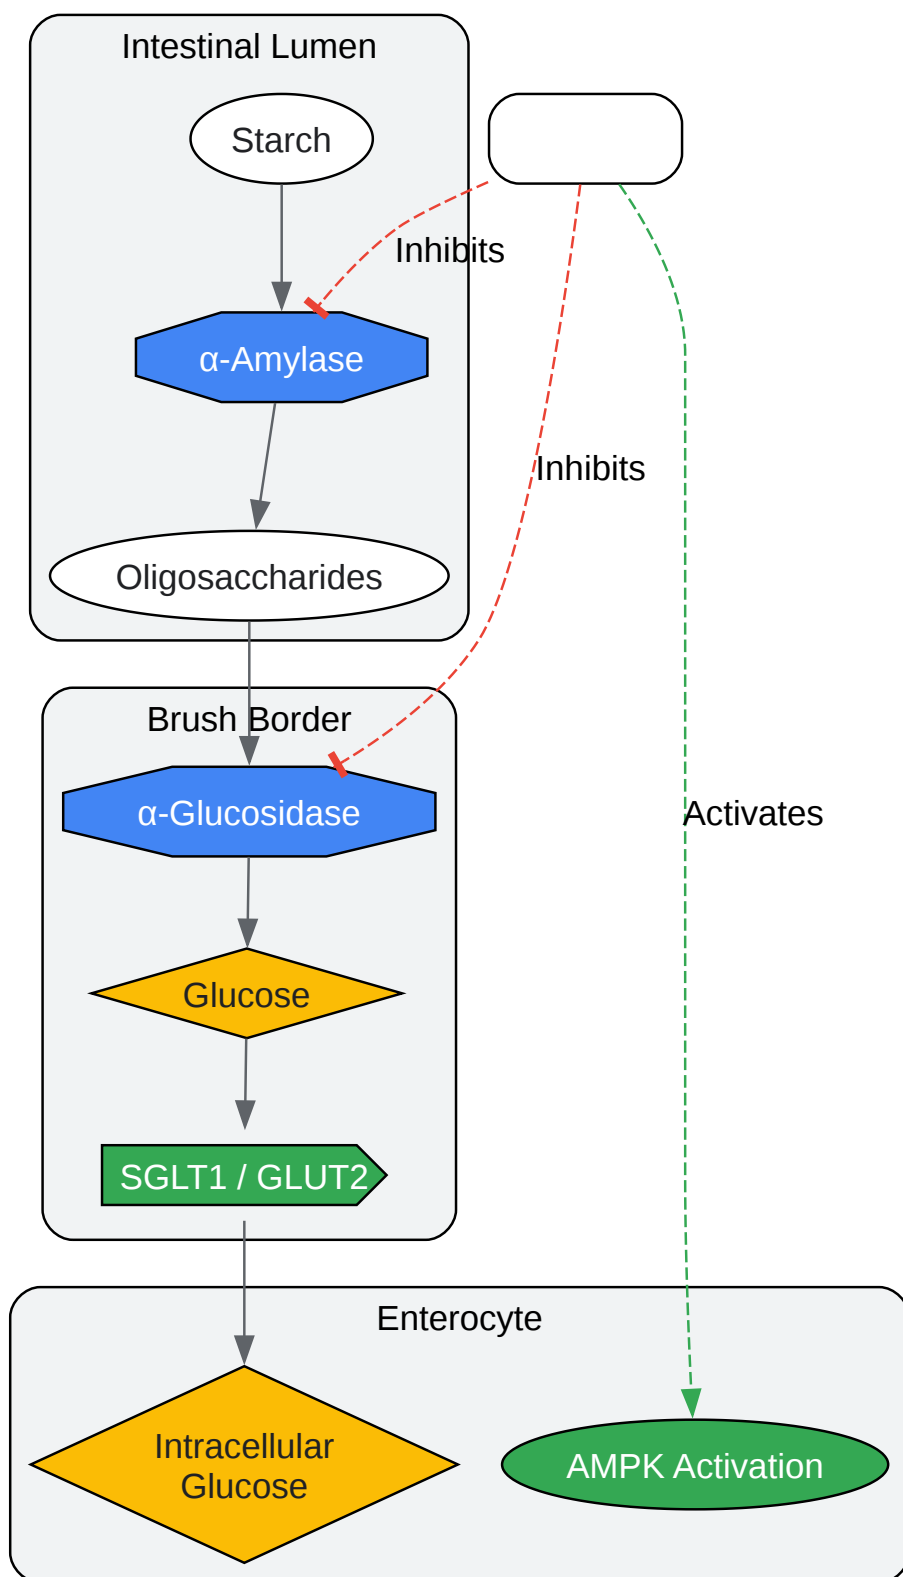 Intestinal Lumen
Starch
Inhibits
α-Amylase
Inhibits
Oligosaccharides
Brush Border
α-Glucosidase
Activates
Glucose
SGLT1 / GLUT2
Enterocyte
Intracellular
Glucose
AMPK Activation